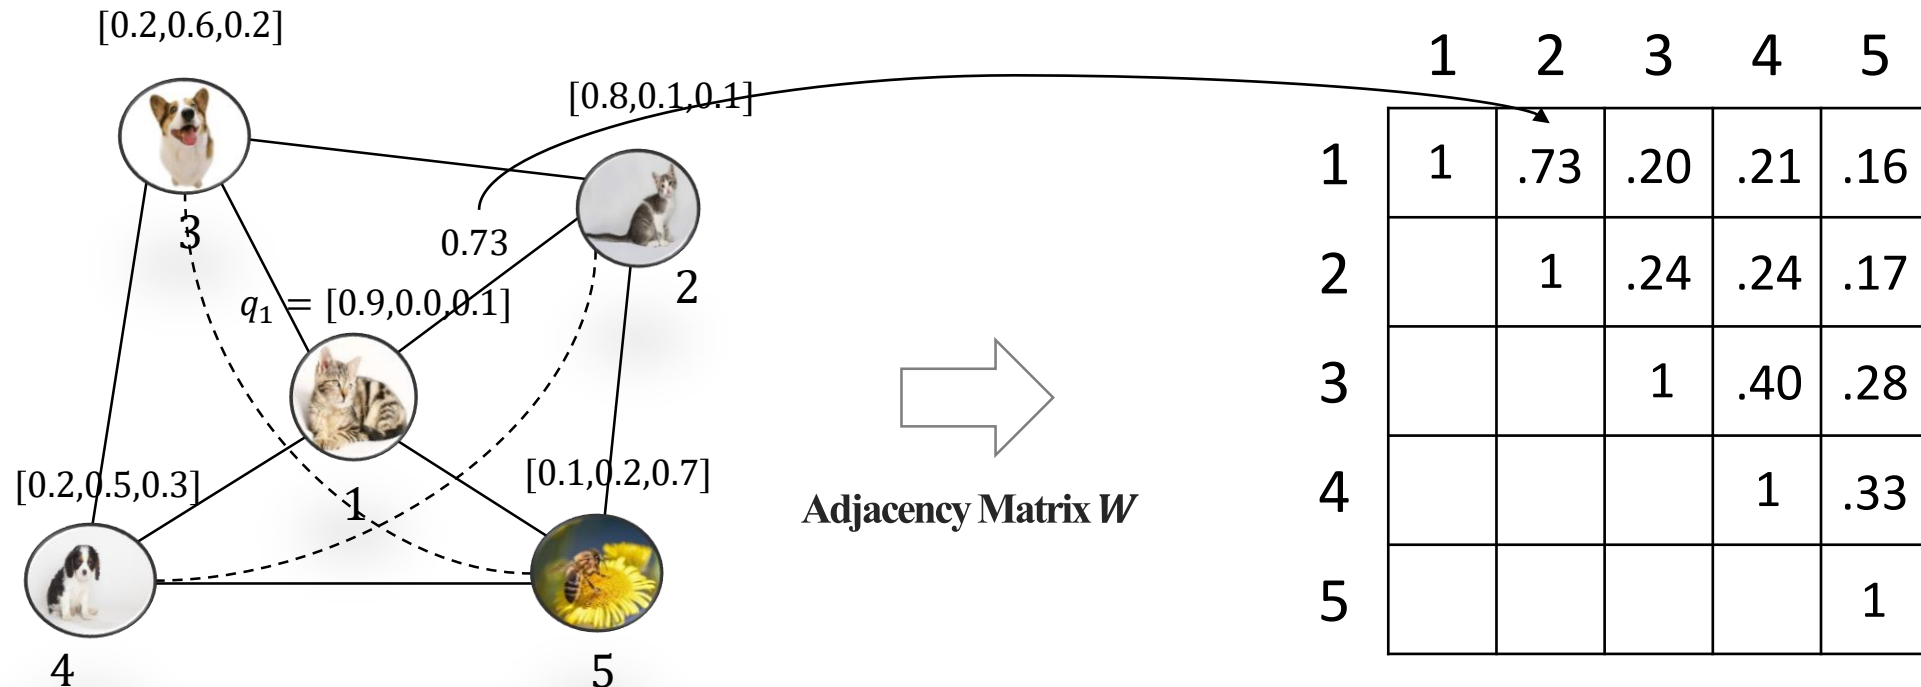 [0.2,0.6,0.2]
[0.8,0.1,0.1]
3
0.73
2
q₁ = [0.9,0.0,0.1]
[0.2,0.5,0.3]
1
[0.1,0.2,0.7]
4
5
Adjacency Matrix W
1 2 3 4 5
1 1 .73 .20 .21 .16
2 1 .24 .24 .17
3 1 .40 .28
4 1 .33
5 1